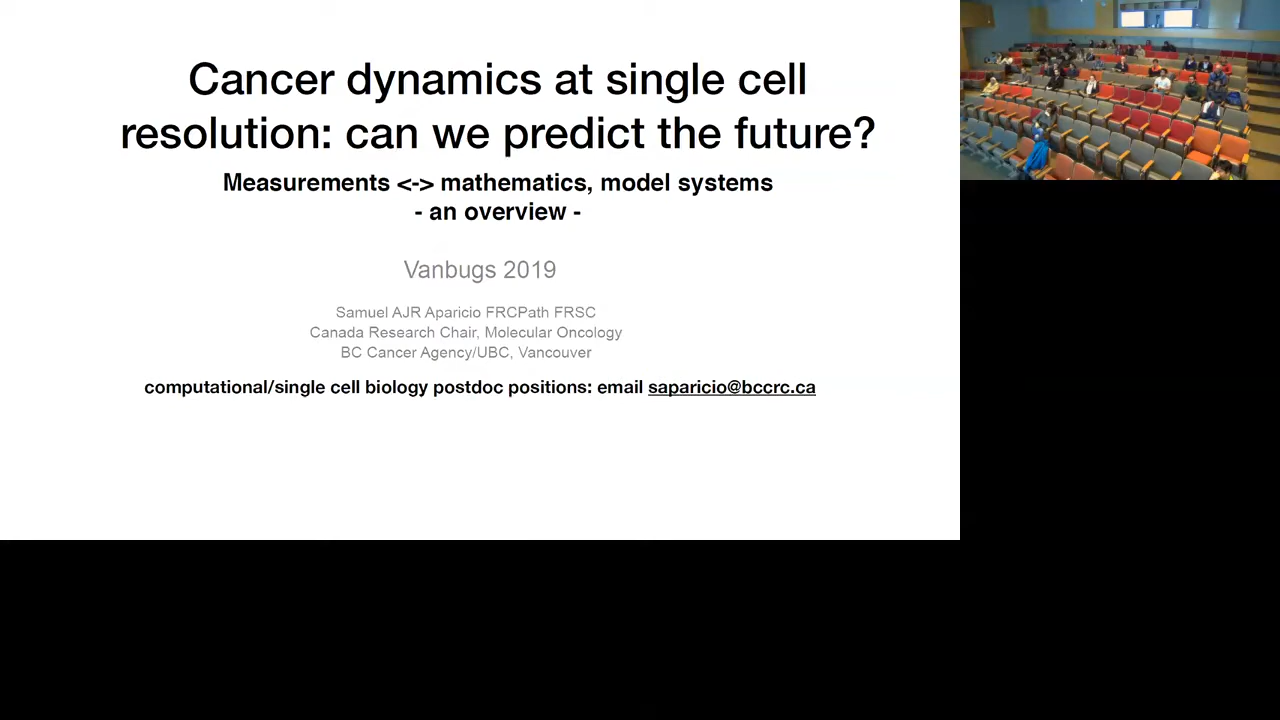 Cancer dynamics at single cell
resolution: can we predict the future?
Measurements <-> mathematics, model systems
- an overview -
Vanbugs 2019
Samuel AJR Aparicio FRCPath FRSC
Canada Research Chair, Molecular Oncology
BC Cancer Agency/UBC, Vancouver
computational/single cell biology postdoc positions: email saparicio@bccrc.ca